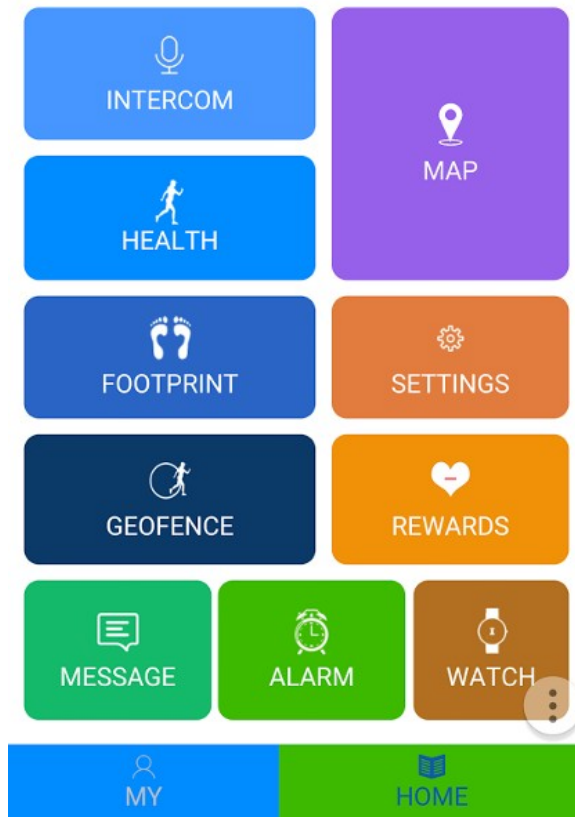 INTERCOM
MAP
HEALTH
FOOTPRINT
SETTINGS
GEOFENCE
REWARDS
MESSAGE
ALARM
WATCH
MY
HOME